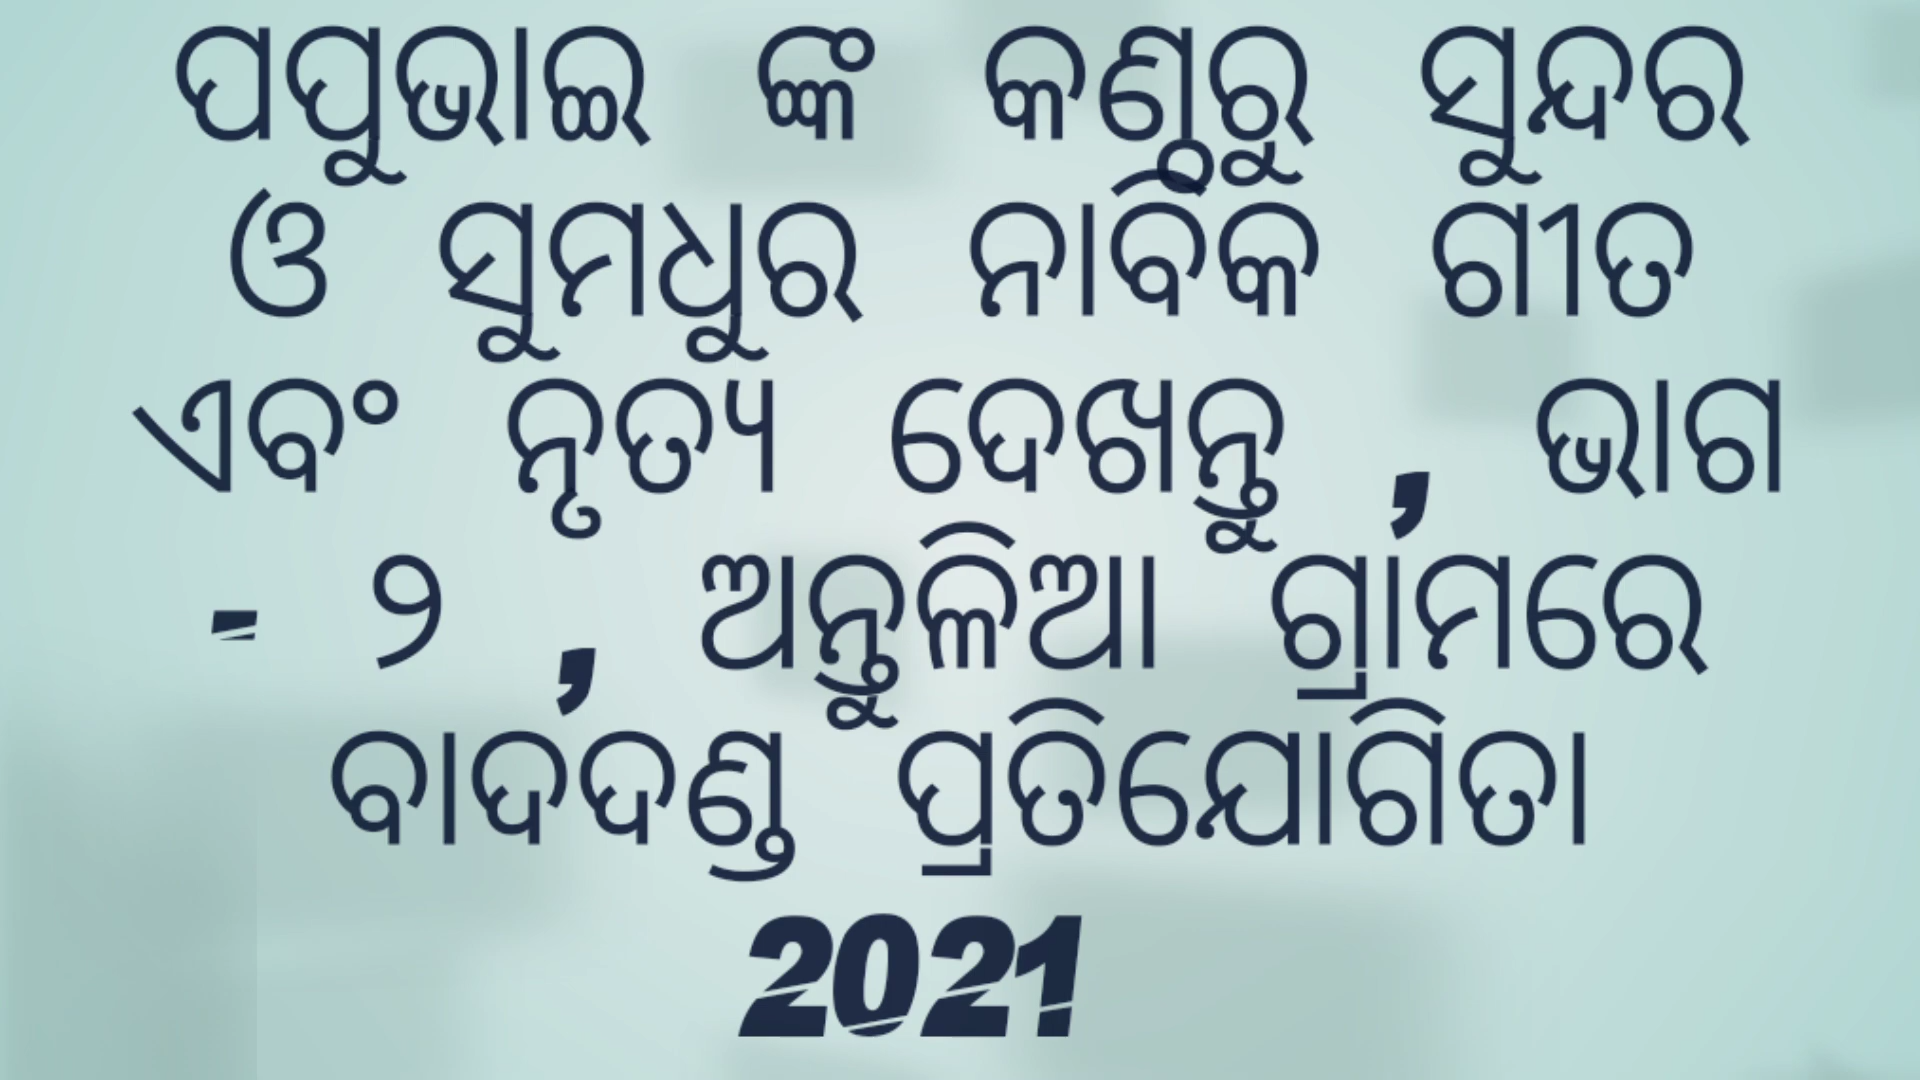 ପପୁଭାଇ ଙ୍କ କଣ୍ଠରୁ ସୁନ୍ଦର
ଓ ସୁମଧୁର ନାବିକ ଗୀତ
ଏବଂ ନୃତ୍ୟ ଦେଖନ୍ତୁ , ଭାଗ
- ୨ , ଅନ୍ତୁଳିଆ ଗ୍ରାମରେ
ବାଦଦଣ୍ଡ ପ୍ରତିଯୋଗିତା
2021